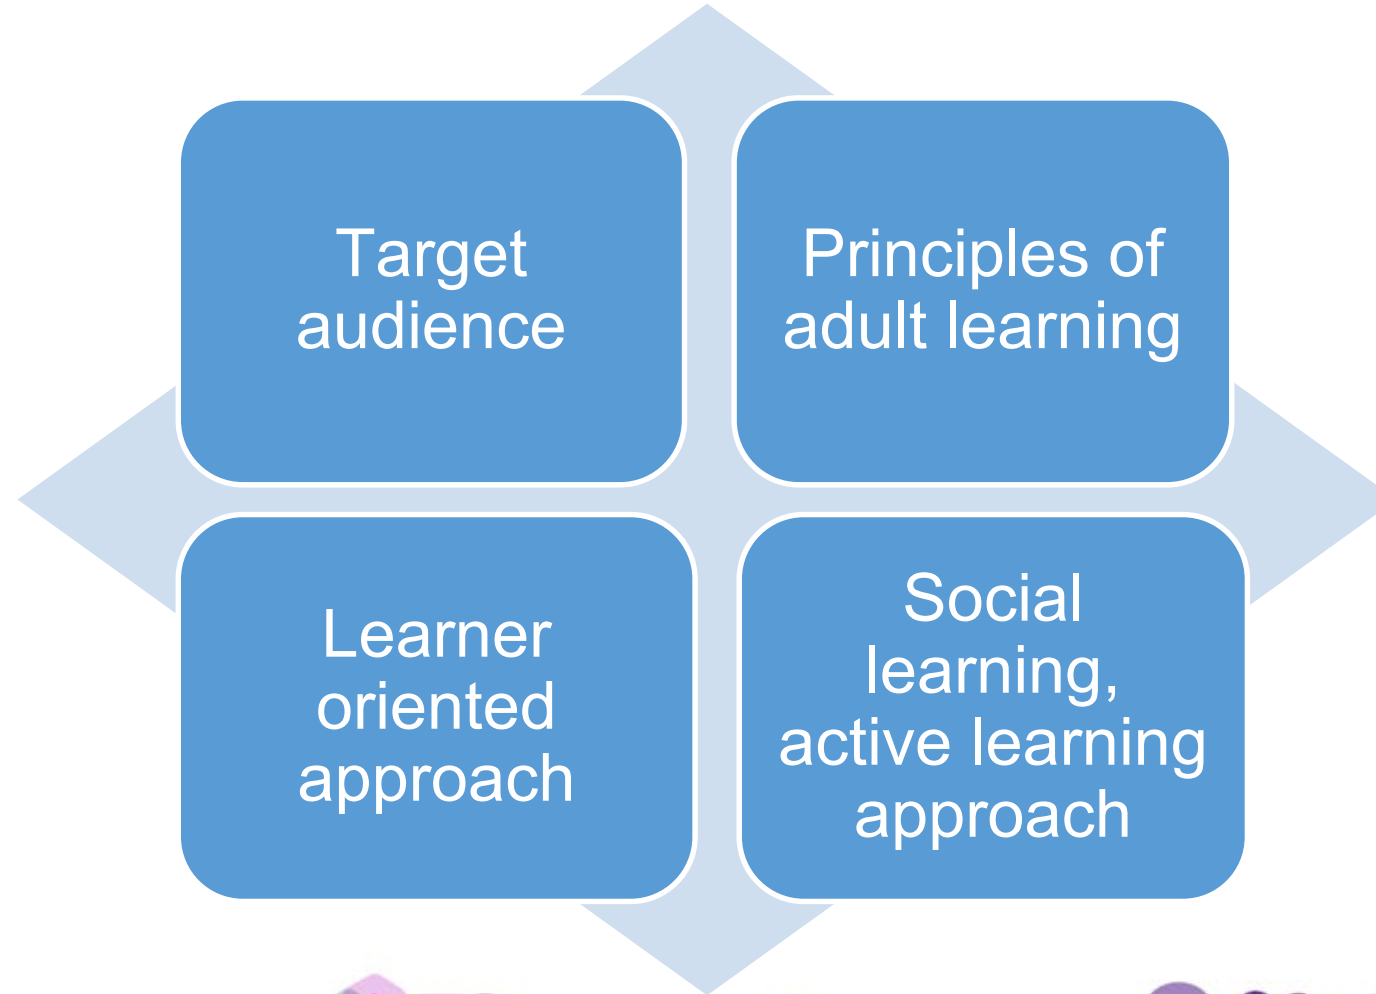 Target
audience
Principles of
adult learning
Learner
oriented
approach
Social
learning,
active learning
approach